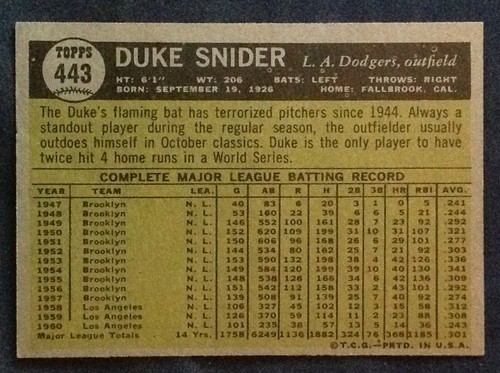 TOPPS
443
DUKE SNIDER L. A. Dodgers, outfield
HT: 6'1" WT: 206 BATS: LEFT THROWS: RIGHT
BORN: SEPTEMBER 19, 1926 HOME: FALLBROOK, CAL.
The Duke's flaming bat has terrorized pitchers since 1944. Always a
standout player during the regular season, the outfielder usually
outdoes himself in October classics. Duke is the only player to have
twice hit 4 home runs in a World Series.
COMPLETE MAJOR LEAGUE BATTING RECORD
YEAR TEAM LEA. G AB R H 2B 3B HR RBI AVG.
1947 Brooklyn N. L. 40 83 6 20 3 1 0 5 .241
1948 Brooklyn N. L. 53 160 22 39 6 6 5 21 .244
1949 Brooklyn N. L. 146 552 100 161 28 7 23 92 .292
1950 Brooklyn N. L. 152 620 109 199 31 10 31 107 .321
1951 Brooklyn N. L. 150 606 96 168 26 6 29 101 .277
1952 Brooklyn N. L. 144 534 80 162 25 7 21 92 .303
1953 Brooklyn N. L. 153 590 132 198 38 4 42 126 .336
1954 Brooklyn N. L. 149 584 120 199 39 10 40 130 .341
1955 Brooklyn N. L. 148 538 126 166 34 6 42 136 .309
1956 Brooklyn N. L. 151 542 112 158 33 2 43 101 .292
1957 Brooklyn N. L. 139 508 91 139 25 7 40 92 .274
1958 Los Angeles N. L. 106 327 45 102 12 3 15 58 .312
1959 Los Angeles N. L. 126 370 59 114 11 2 23 88 .308
1960 Los Angeles N. L. 101 235 38 57 13 5 14 36 .243
Major League Totals 14 Yrs. 1758 6249 1136 1882 324 76 368 1185 .301
© T.C.G.—PRTD. IN U.S.A.